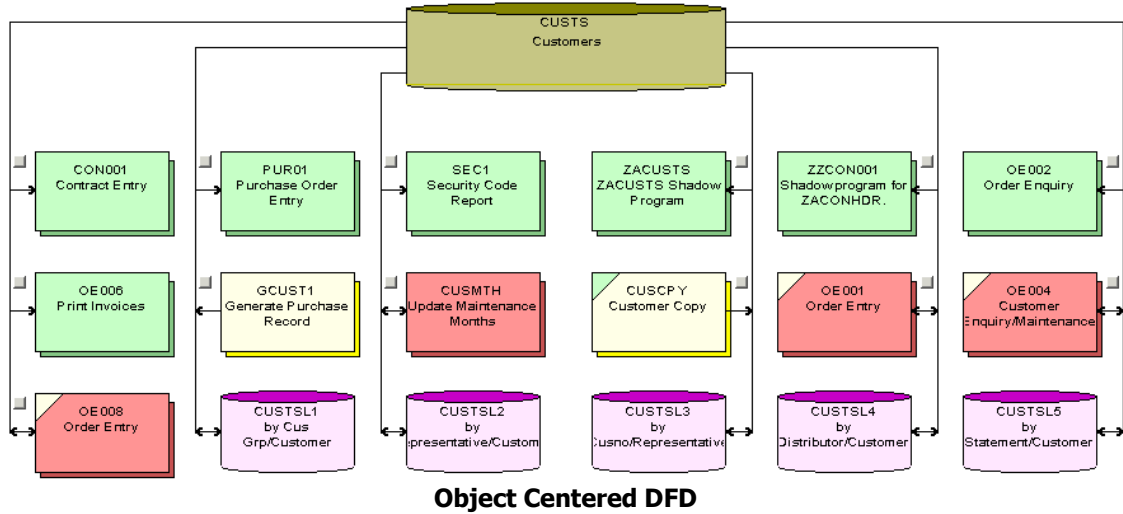 CUSTS
Customers
CON001
Contract Entry
PUR01
Purchase Order
Entry
SEC1
Security Code
Report
ZACUSTS
ZACUSTS Shadow
Program
ZZCON001
Shadow program for
ZACONHDR.
OE002
Order Enquiry
OE006
Print Invoices
GCUST1
Generate Purchase
Record
CUSMTH
Update Maintenance
Months
CUSCPY
Customer Copy
OE001
Order Entry
OE004
Customer
Enquiry/Maintenance
OE008
Order Entry
CUSTSL1
by Cus
Grp/Customer
CUSTSL2
by
presentative/Custom
CUSTSL3
by
Cusno/Representative
CUSTSL4
by
Distributor/Customer
CUSTSL5
by
Statement/Customer
Object Centered DFD